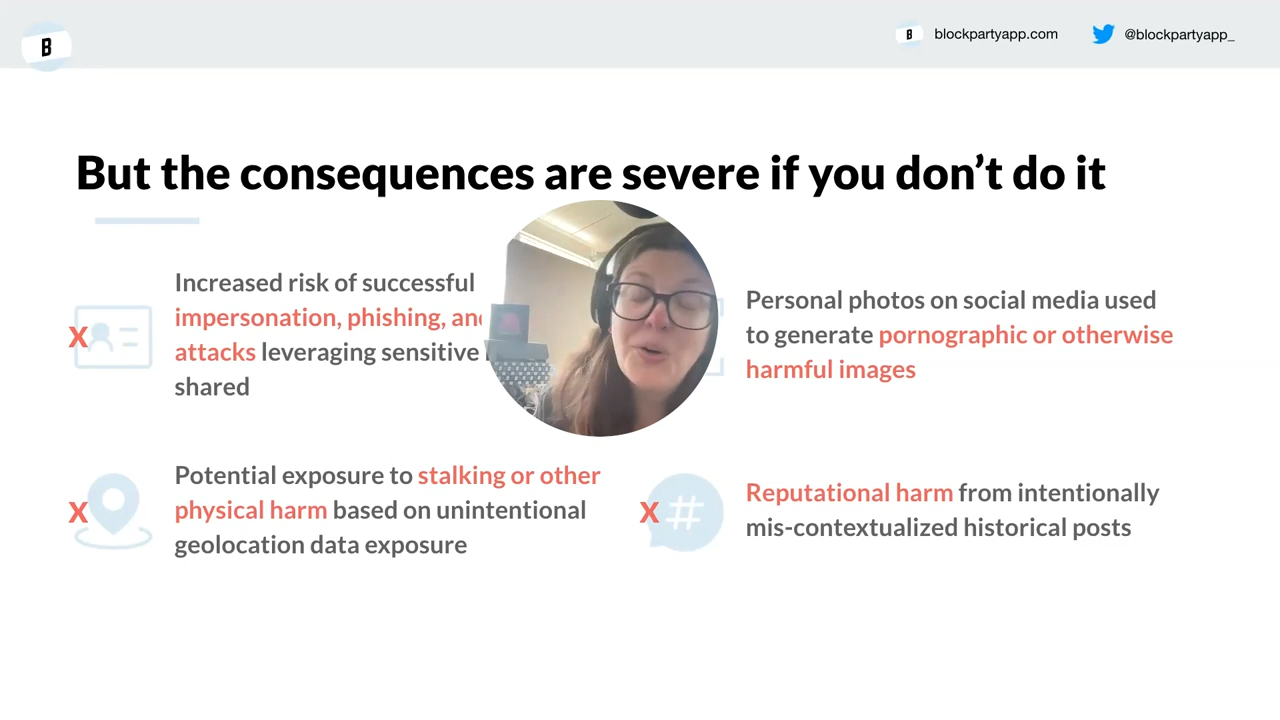 B
B blockpartyapp.com
@blockpartyapp_
But the consequences are severe if you don’t do it
Increased risk of successful
impersonation, phishing,
attacks leveraging sensitive
shared
X
Personal photos on social media used
to generate pornographic or otherwise
harmful images
Potential exposure to stalking or other
physical harm based on unintentional
geolocation data exposure
X
X #
Reputational harm from intentionally
mis-contextualized historical posts